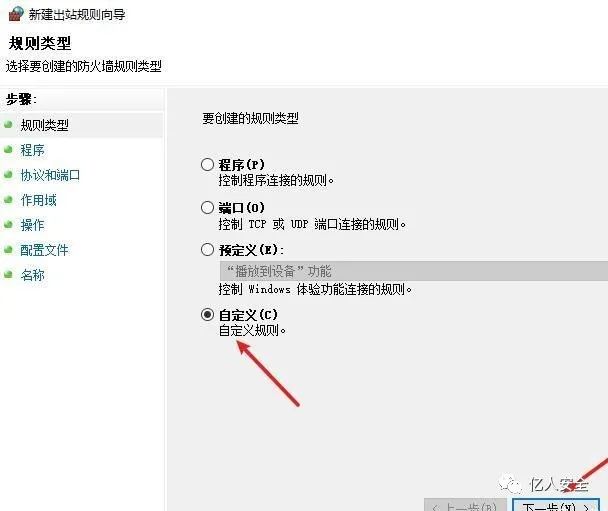 新建出站规则向导
规则类型
选择要创建的防火墙规则类型
步骤:
规则类型
程序
协议和端口
作用域
操作
配置文件
名称
要创建的规则类型
程序(P)
控制程序连接的规则。
端口(O)
控制 TCP 或 UDP 端口连接的规则。
预定义(E):
“播放到设备”功能
控制 Windows 体验功能连接的规则。
自定义(C)
自定义规则。
亿人安全
< 上一步(B)
下一步(N) >